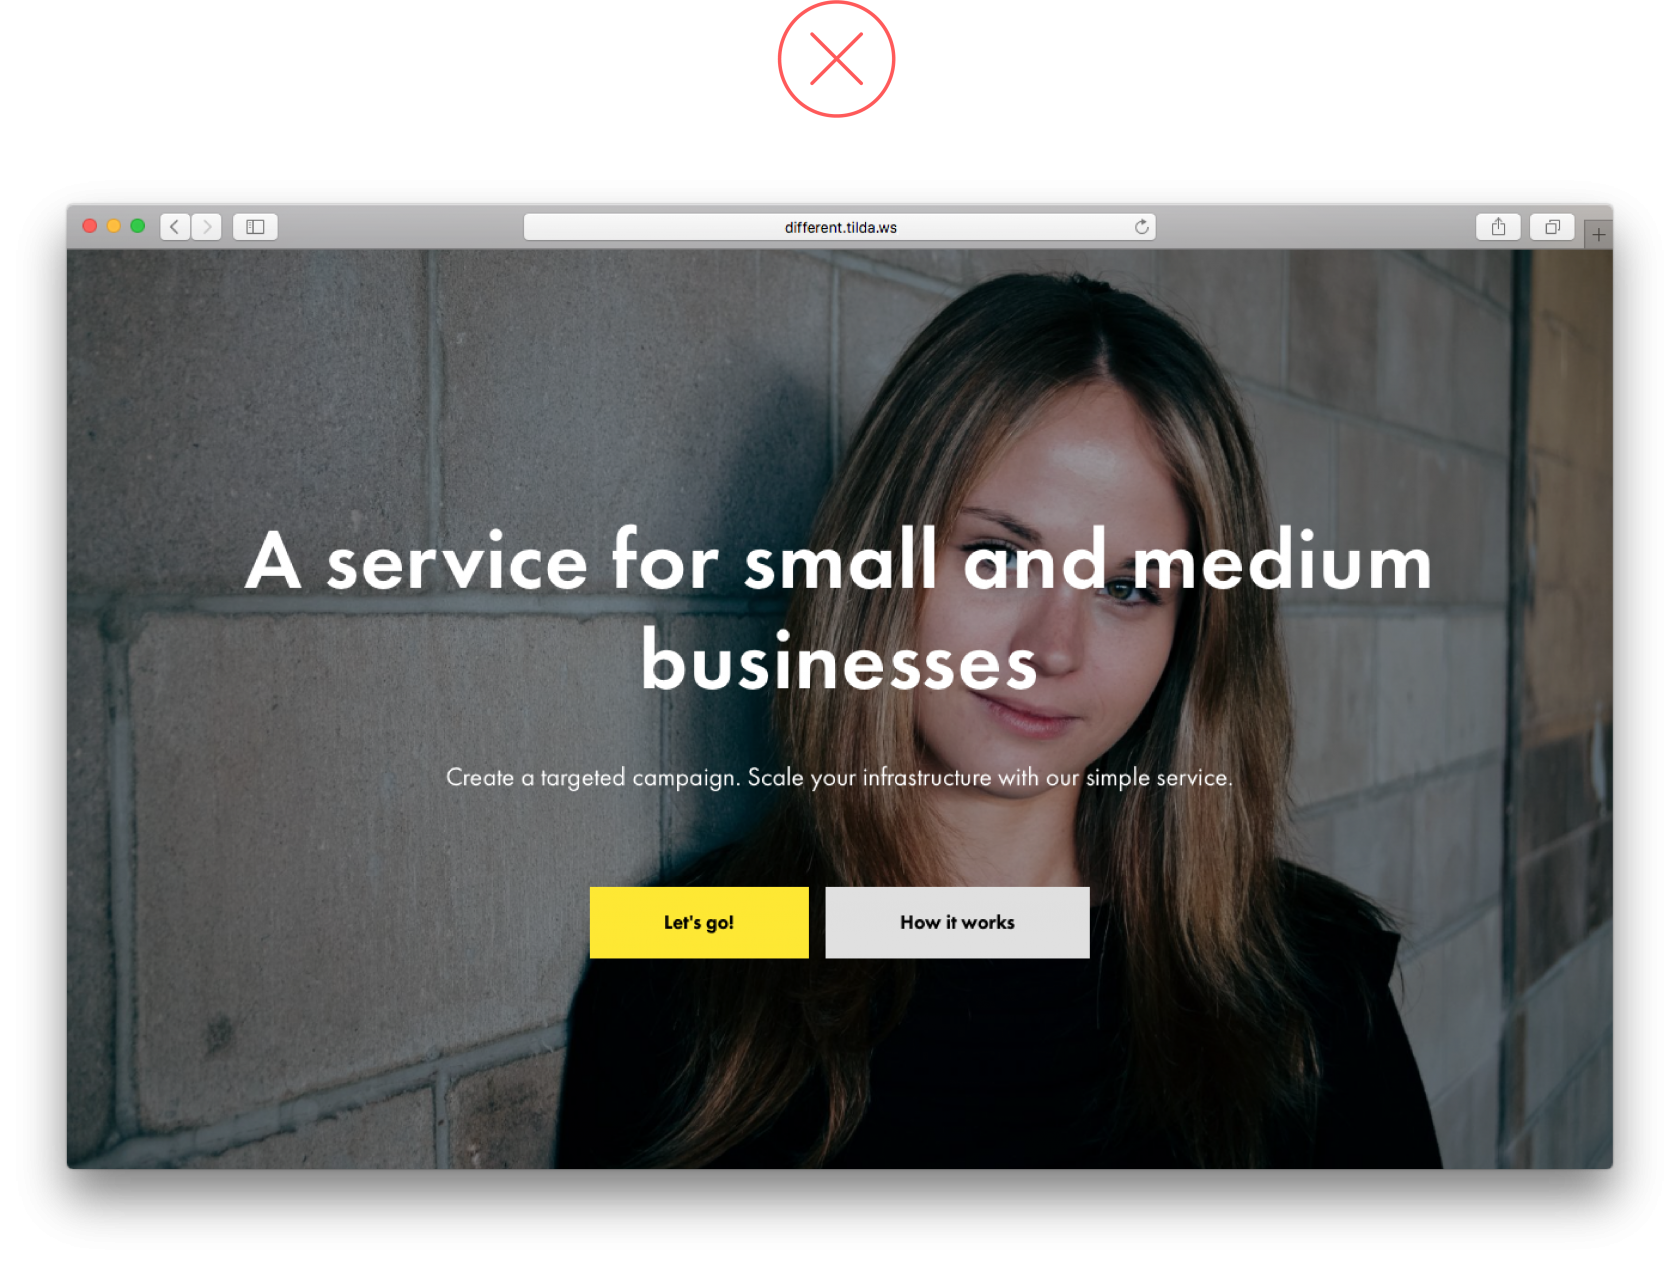 different.tilda.ws
A service for small and medium
businesses
Create a targeted campaign. Scale your infrastructure with our simple service.
Let's go!
How it works